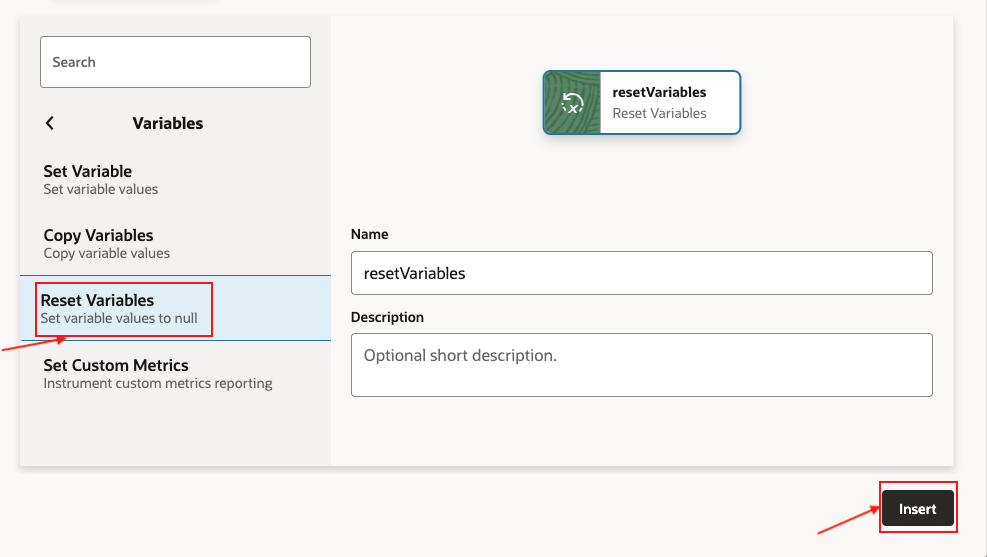 Search
Variables
Set Variable
Set variable values
Copy Variables
Copy variable values
Reset Variables
Set variable values to null
Set Custom Metrics
Instrument custom metrics reporting
resetVariables
Reset Variables
Name
resetVariables
Description
Optional short description.
Insert